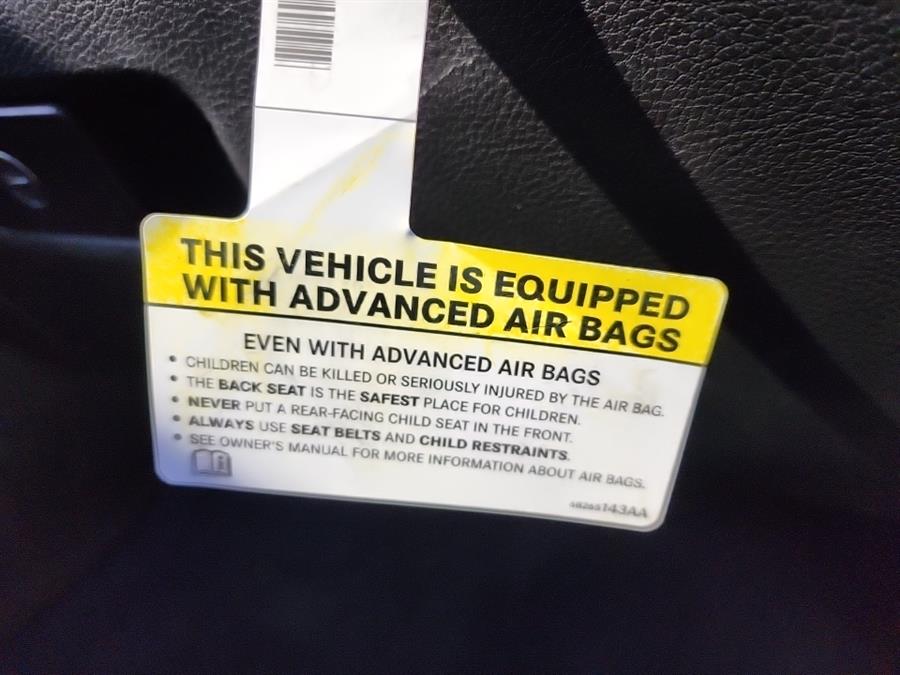 THIS VEHICLE IS EQUIPPED
WITH ADVANCED AIR BAGS
EVEN WITH ADVANCED AIR BAGS
• CHILDREN CAN BE KILLED OR SERIOUSLY INJURED BY THE AIR BAG.
• THE BACK SEAT IS THE SAFEST PLACE FOR CHILDREN.
• NEVER PUT A REAR-FACING CHILD SEAT IN THE FRONT.
• ALWAYS USE SEAT BELTS AND CHILD RESTRAINTS.
• SEE OWNER'S MANUAL FOR MORE INFORMATION ABOUT AIR BAGS.